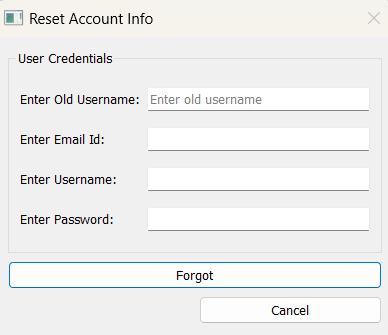 Reset Account Info
User Credentials
Enter Old Username: Enter old username
Enter Email Id:
Enter Username:
Enter Password:
Forgot
Cancel